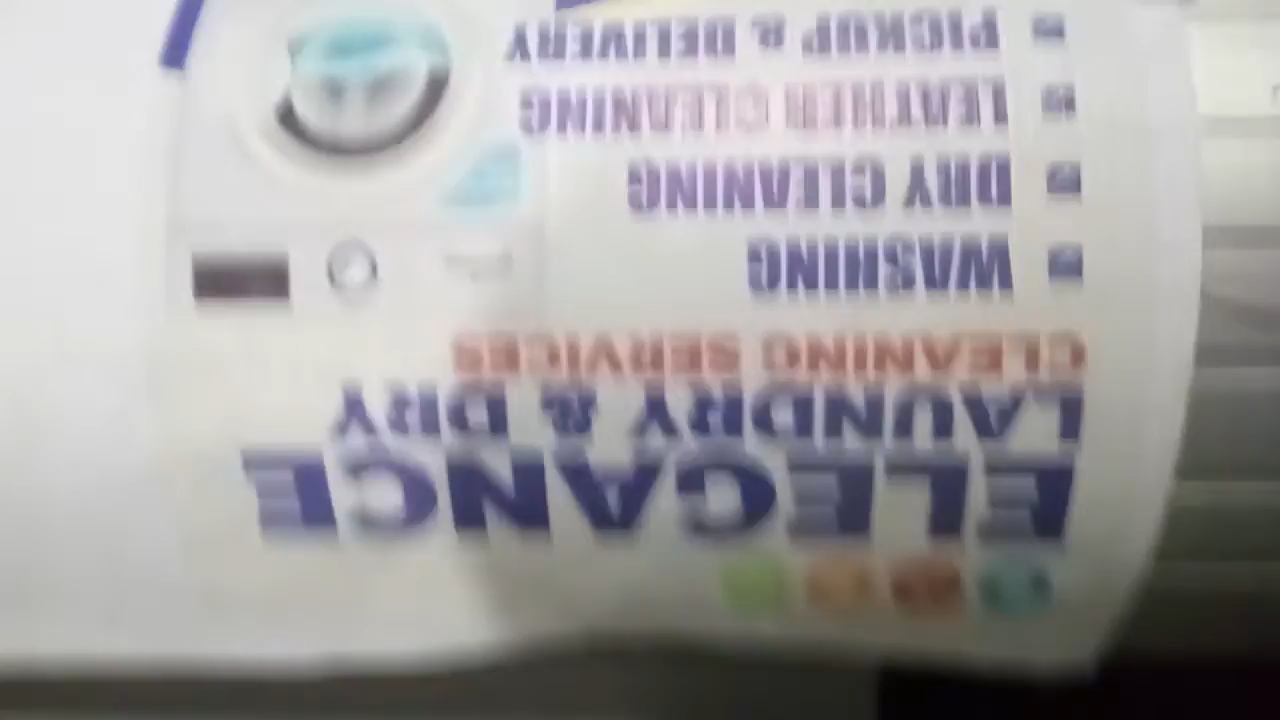 ELEGANCE
LAUNDRY & DRY
CLEANING SERVICES
WASHING
DRY CLEANING
LEATHER CLEANING
PICKUP & DELIVERY